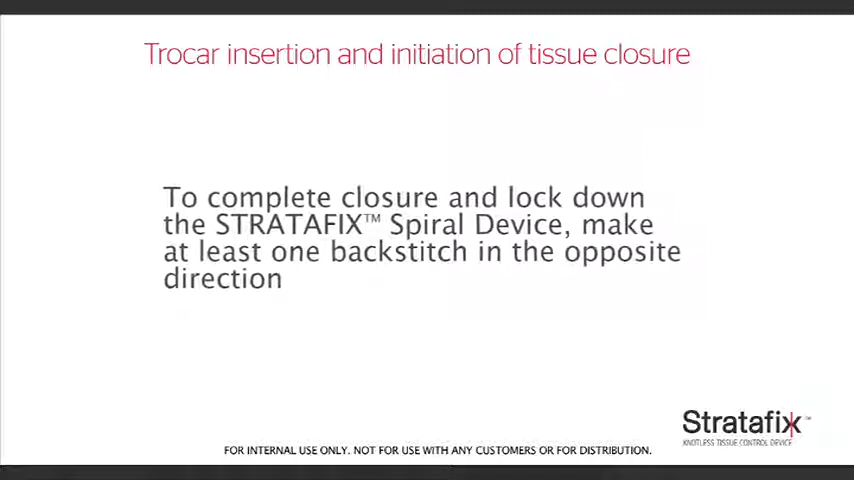 Trocar insertion and initiation of tissue closure
To complete closure and lock down
the STRATAFIX™ Spiral Device, make
at least one backstitch in the opposite
direction
Stratafix™
KNOTLESS TISSUE CONTROL DEVICE
FOR INTERNAL USE ONLY. NOT FOR USE WITH ANY CUSTOMERS OR FOR DISTRIBUTION.